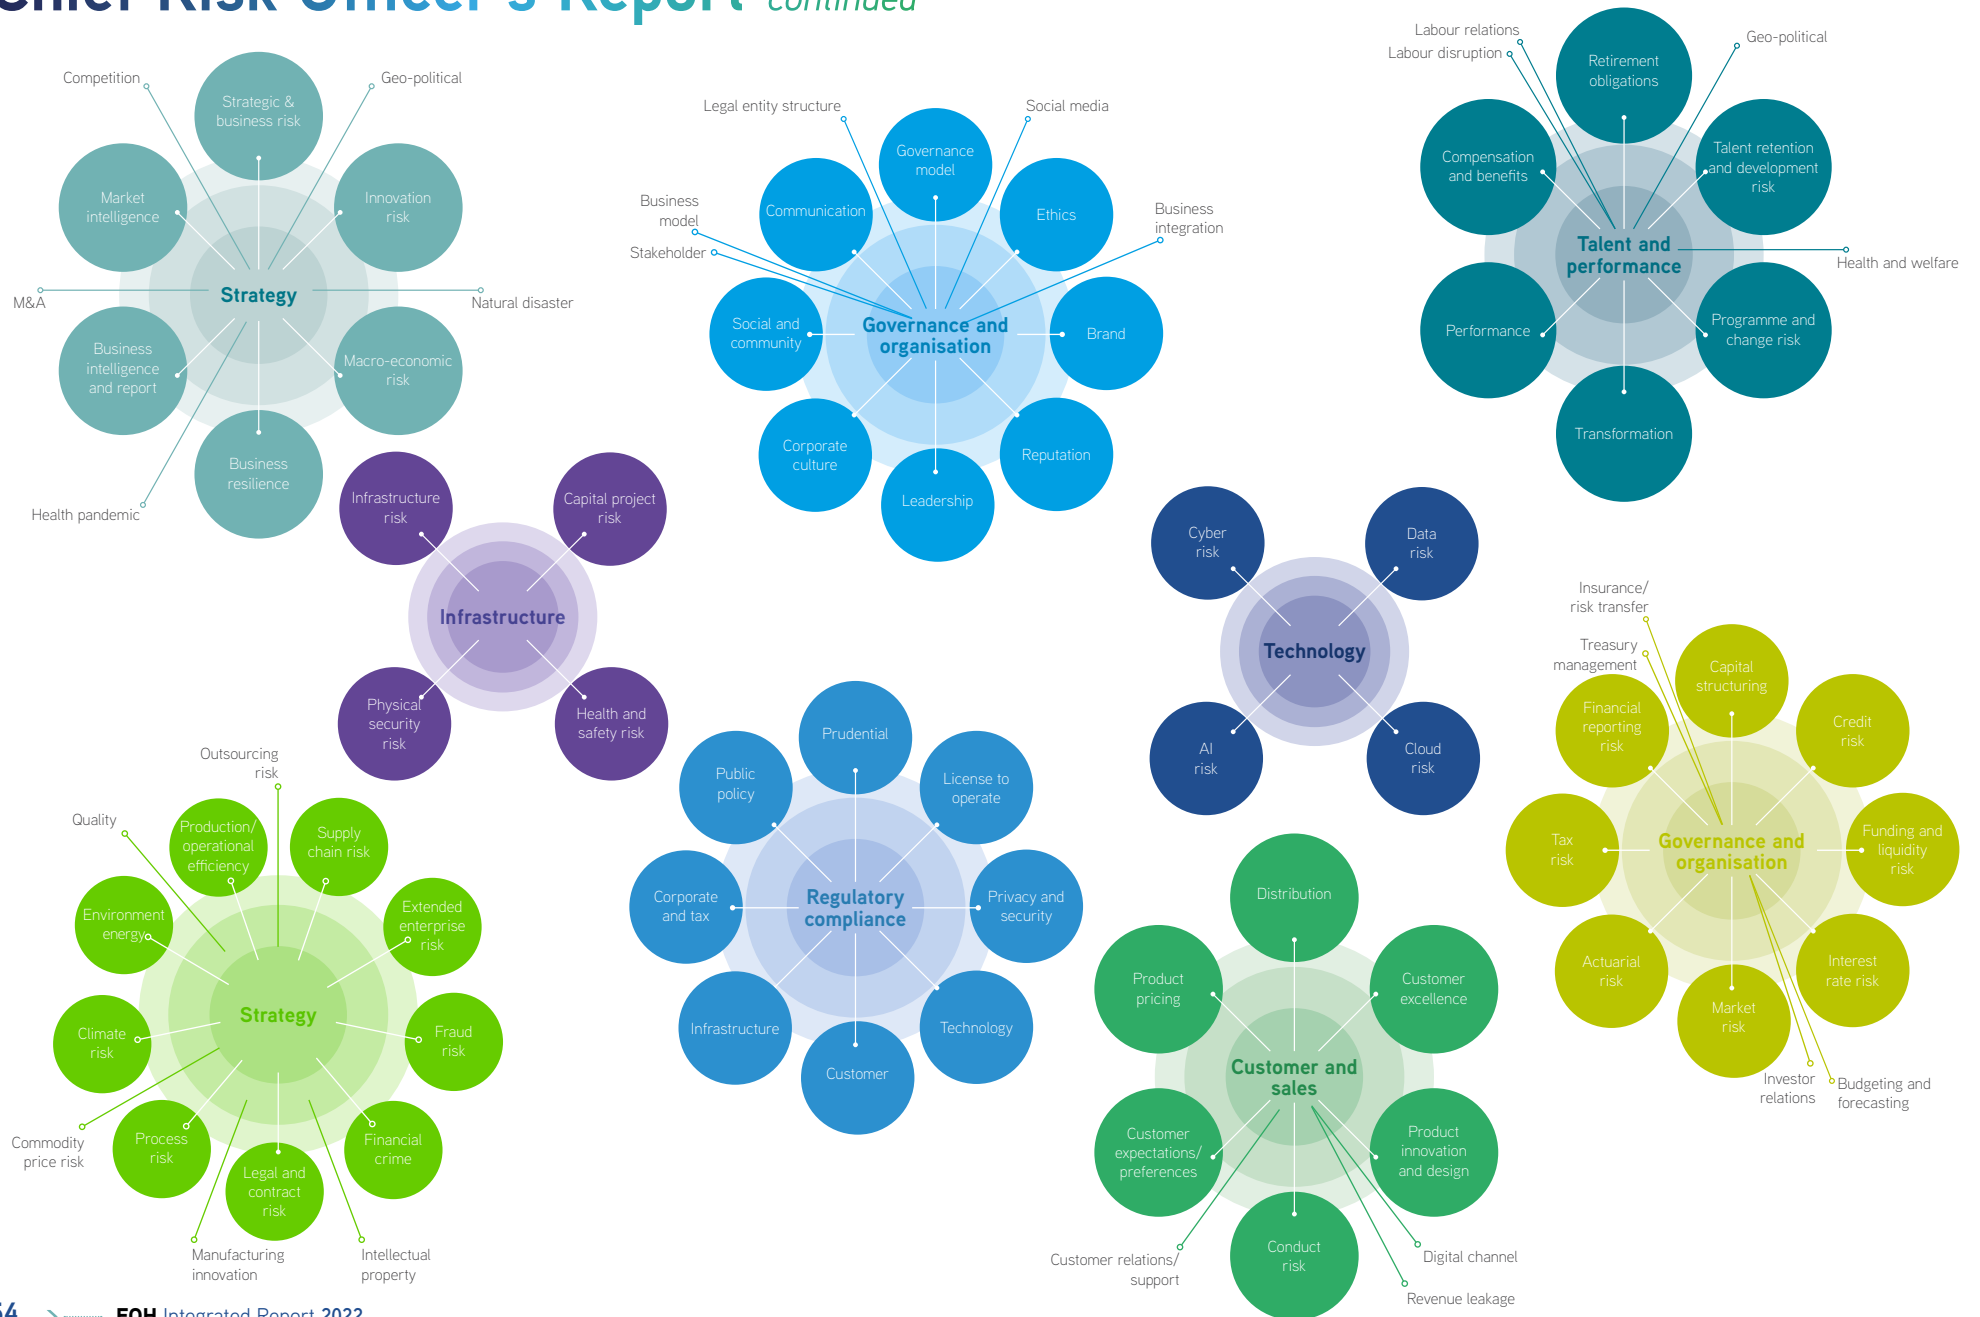 Chief Risk Officer's Report continued
Competition
Geo-political
Strategic &
business risk
Market
intelligence
Innovation
risk
M&A
Strategy
Natural disaster
Business
intelligence
and report
Macro-economic
risk
Business
resilience
Health pandemic
Legal entity structure
Social media
Governance
model
Communication
Ethics
Business
model
Stakeholder
Business
integration
Social and
community
Governance and
organisation
Brand
Corporate
culture
Reputation
Leadership
Labour relations
Labour disruption
Geo-political
Retirement
obligations
Compensation
and benefits
Talent retention
and development
risk
Talent and
performance
Health and welfare
Performance
Programme and
change risk
Transformation
Infrastructure
risk
Capital project
risk
Infrastructure
Physical
security
risk
Health and
safety risk
Cyber
risk
Data
risk
Technology
AI
risk
Cloud
risk
Insurance/
risk transfer
Treasury
management
Capital
structuring
Financial
reporting
risk
Credit
risk
Tax
risk
Governance and
organisation
Funding and
liquidity
risk
Actuarial
risk
Interest
rate risk
Market
risk
Investor
relations
Budgeting and
forecasting
Outsourcing
risk
Quality
Production/
operational
efficiency
Supply
chain risk
Environment
energy
Extended
enterprise
risk
Strategy
Climate
risk
Fraud
risk
Commodity
price risk
Process
risk
Financial
crime
Legal and
contract
risk
Manufacturing
innovation
Intellectual
property
Prudential
Public
policy
License to
operate
Corporate
and tax
Regulatory
compliance
Privacy and
security
Infrastructure
Technology
Customer
Distribution
Product
pricing
Customer
excellence
Customer and
sales
Customer
expectations/
preferences
Product
innovation
and design
Conduct
risk
Customer relations/
support
Digital channel
Revenue leakage
EOH Integrated Report 2022